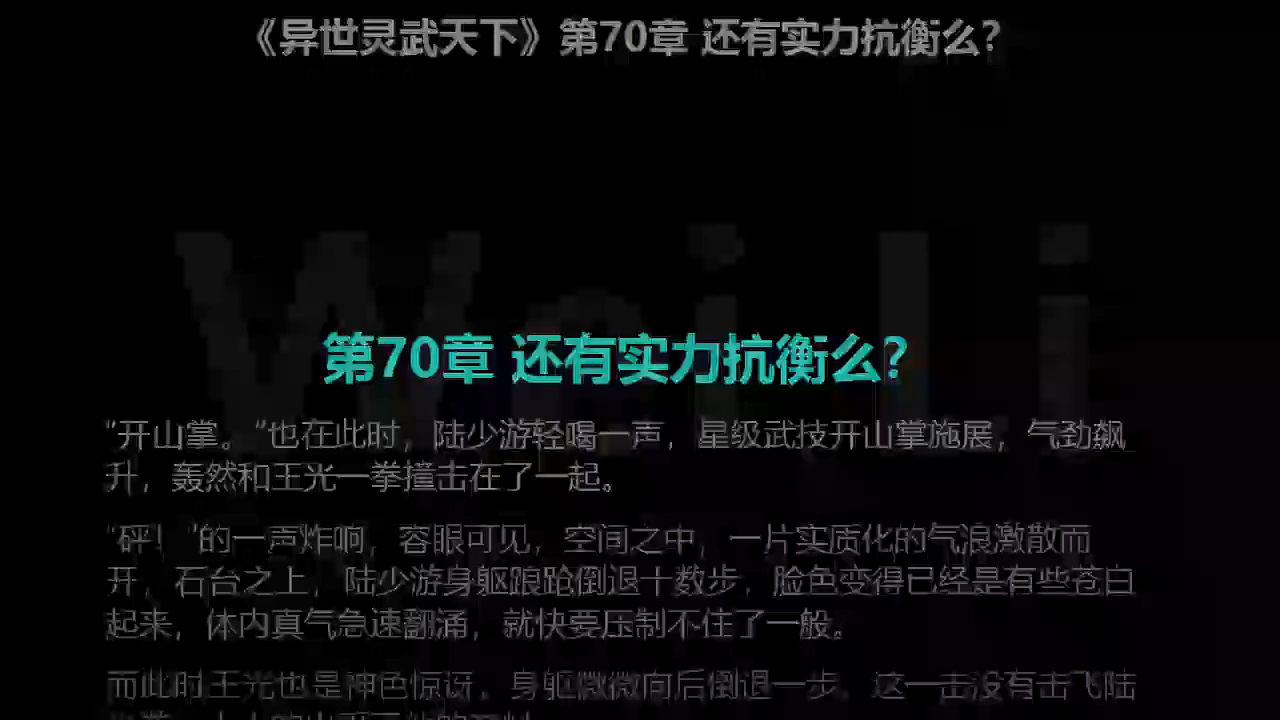 《异世灵武天下》第70章 还有实力抗衡么?
Wei Li
第70章 还有实力抗衡么?
“开山掌。”也在此时，陆少游轻喝一声，星级武技开山掌施展，气劲飙
升，轰然和王光一拳撞击在了一起。
“砰！”的一声炸响，容眼可见，空间之中，一片实质化的气浪激散而
开，石台之上，陆少游身躯踉跄倒退十数步，脸色变得已经是有些苍白
起来，体内真气急速翻涌，就快要压制不住了一般。
而此时王光也是神色惊讶，身躯微微向后倒退一步，这一击没有击飞陆